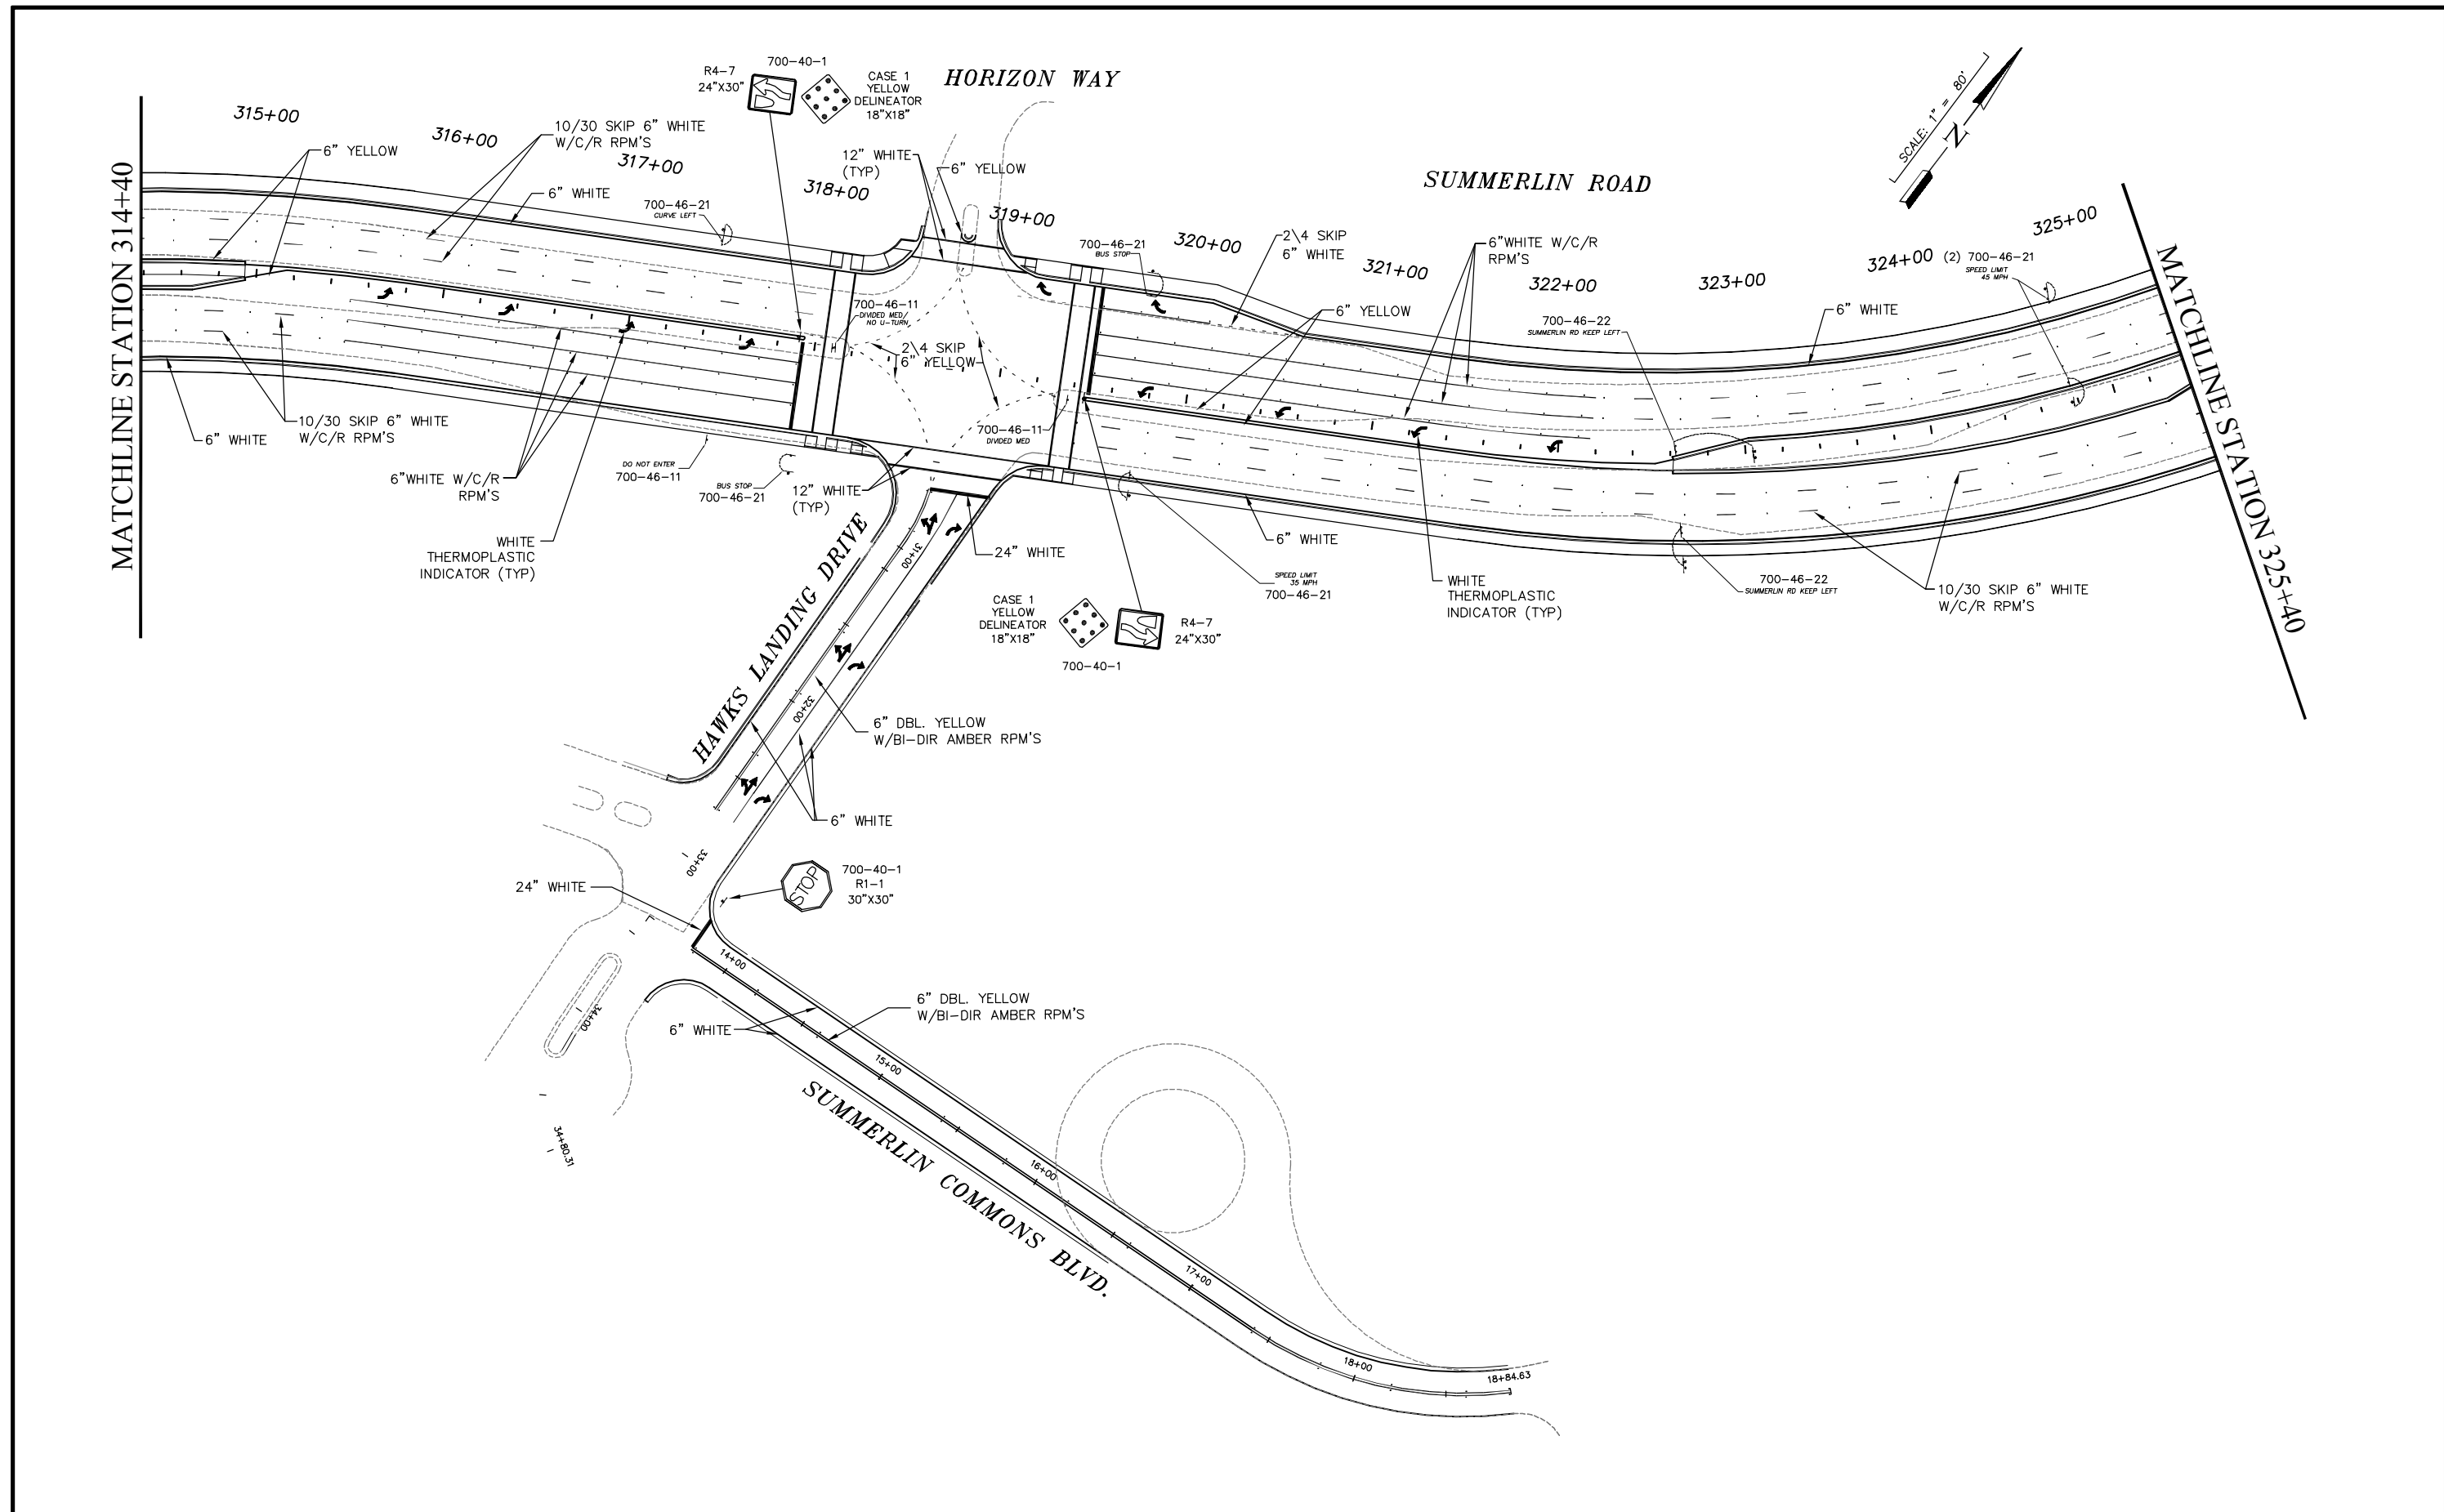 HORIZON WAY
SUMMERLIN ROAD
SCALE: 1" = 80'
N
MATCHLINE STATION 314+40
315+00
316+00
317+00
318+00
319+00
320+00
321+00
322+00
323+00
324+00
325+00
MATCHLINE STATION 325+40
6" YELLOW
10/30 SKIP 6" WHITE
W/C/R RPM'S
6" WHITE
700-46-21
CURVE LEFT
R4-7
24"X30"
700-40-1
CASE 1
YELLOW
DELINEATOR
18"X18"
12" WHITE
(TYP)
6" YELLOW
700-46-11
DIVIDED MED/
NO U-TURN
2\4 SKIP
6" YELLOW
700-46-21
BUS STOP
2\4 SKIP
6" WHITE
6"WHITE W/C/R
RPM'S
6" YELLOW
700-46-22
SUMMERLIN RD KEEP LEFT
(2) 700-46-21
SPEED LIMIT
45 MPH
6" WHITE
6" WHITE
10/30 SKIP 6" WHITE
W/C/R RPM'S
6"WHITE W/C/R
RPM'S
WHITE
THERMOPLASTIC
INDICATOR (TYP)
DO NOT ENTER
700-46-11
BUS STOP
700-46-21
12" WHITE
(TYP)
700-46-11
DIVIDED MED
24" WHITE
SPEED LIMIT
35 MPH
700-46-21
6" WHITE
CASE 1
YELLOW
DELINEATOR
18"X18"
R4-7
24"X30"
700-40-1
WHITE
THERMOPLASTIC
INDICATOR (TYP)
700-46-22
SUMMERLIN RD KEEP LEFT
10/30 SKIP 6" WHITE
W/C/R RPM'S
HAWKS LANDING DRIVE
31+00
32+00
33+00
34+00
34+80.31
6" DBL. YELLOW
W/BI-DIR AMBER RPM'S
6" WHITE
24" WHITE
STOP
700-40-1
R1-1
30"X30"
14+00
15+00
16+00
17+00
18+00
18+84.63
6" DBL. YELLOW
W/BI-DIR AMBER RPM'S
6" WHITE
SUMMERLIN COMMONS BLVD.